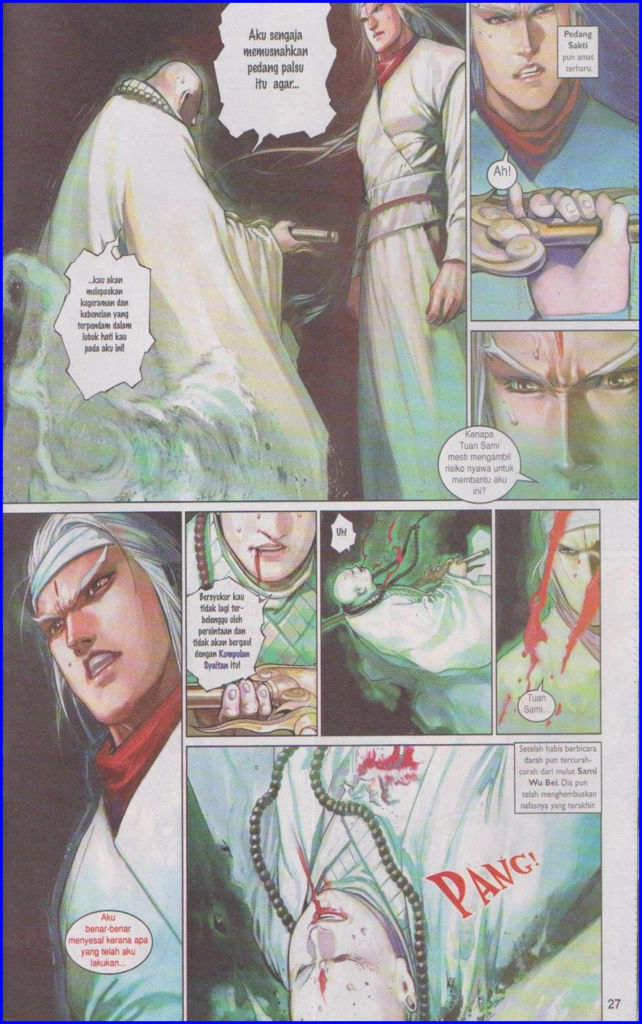 Aku sengaja
memusnahkan
pedang palsu
itu agar...
Pedang
Sakti
pun amat
terharu.
Ah!
...kau akan
melepaskan
kegeraman dan
kebencian yang
terpendam dalam
lubuk hati kau
pada aku ini!
Kenapa
Tuan Sami
mesti mengambil
risiko nyawa untuk
membantu aku
ini?
Aku
benar-benar
menyesal kerana apa
yang telah aku
lakukan...
Bersyukur kau
tidak lagi ter-
belenggu oleh
percintaan dan
tidak akan bergaul
dengan Kumpulan
Syaitan itu!
Uh!
Tuan
Sami...
Setelah habis berbicara
darah pun tercurah-
curah dari mulut Sami
Wu Bei. Dia pun
telah menghembuskan
nafasnya yang terakhir.
PANG!
27